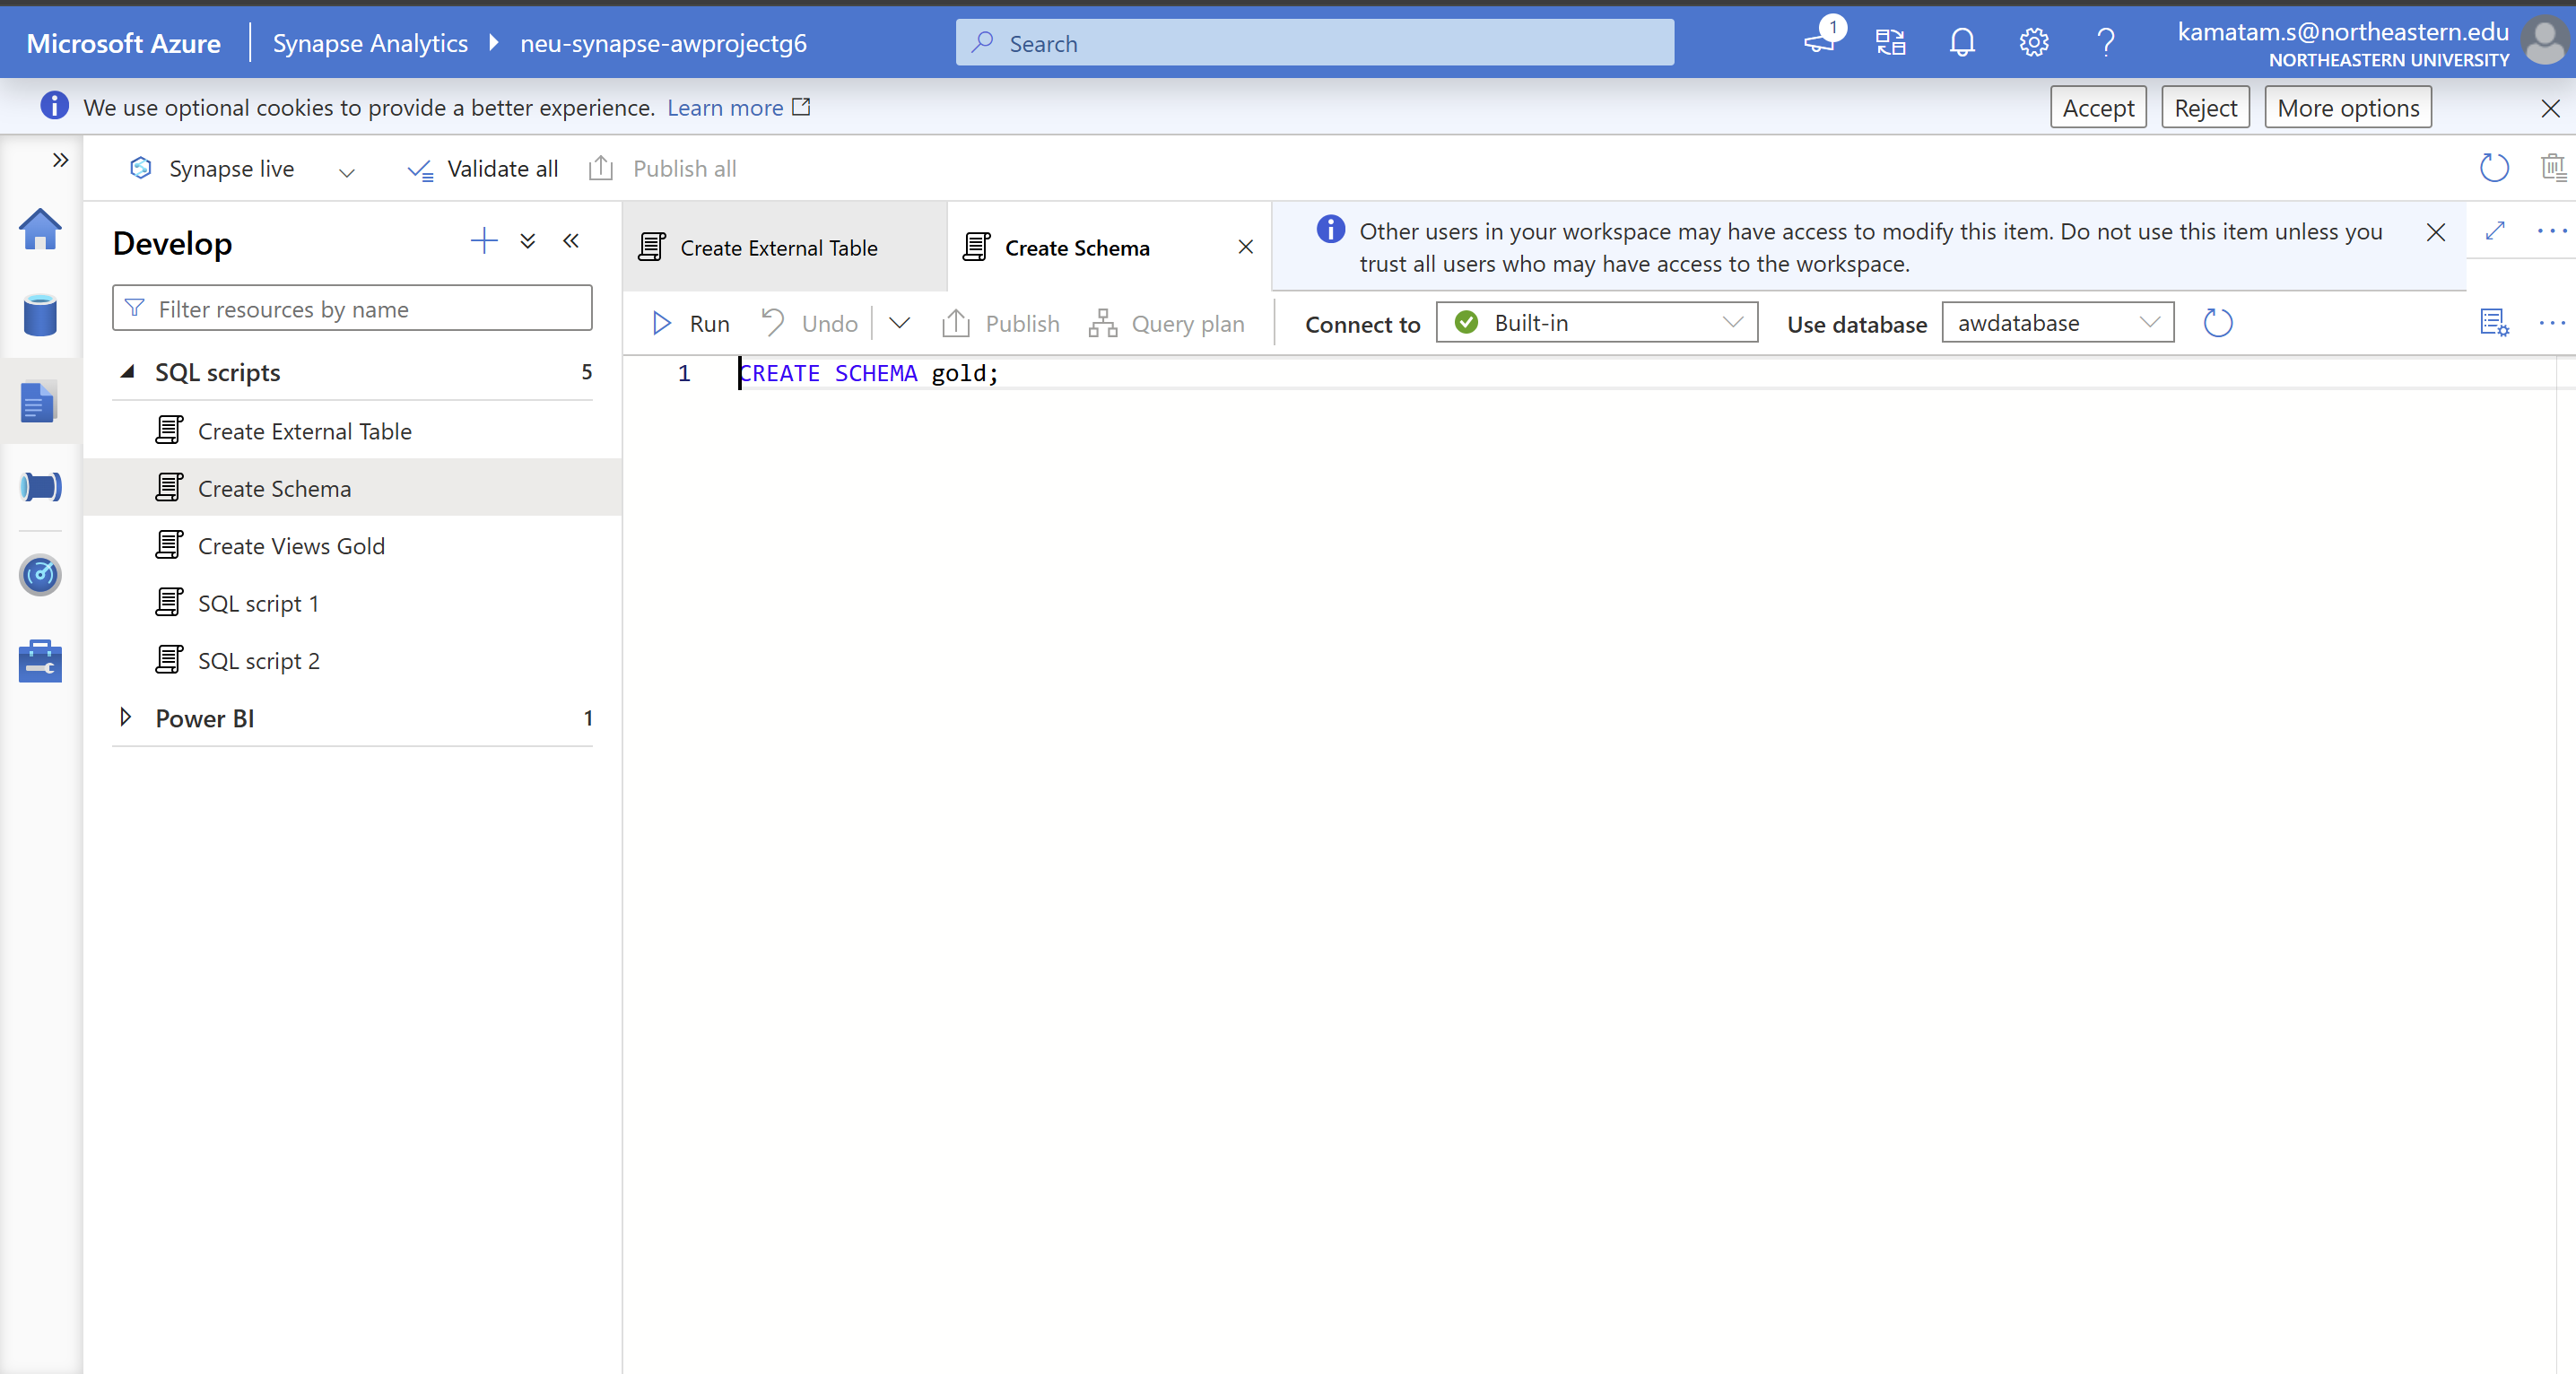 Microsoft Azure
Synapse Analytics
neu-synapse-awprojectg6
Search
1
kamatam.s@northeastern.edu
NORTHEASTERN UNIVERSITY
We use optional cookies to provide a better experience. Learn more
Accept
Reject
More options
Synapse live
Validate all
Publish all
Develop
Filter resources by name
SQL scripts
5
Create External Table
Create Schema
Create Views Gold
SQL script 1
SQL script 2
Power BI
1
Create External Table
Create Schema
Other users in your workspace may have access to modify this item. Do not use this item unless you
trust all users who may have access to the workspace.
Run
Undo
Publish
Query plan
Connect to
Built-in
Use database
awdatabase
1
CREATE SCHEMA gold;